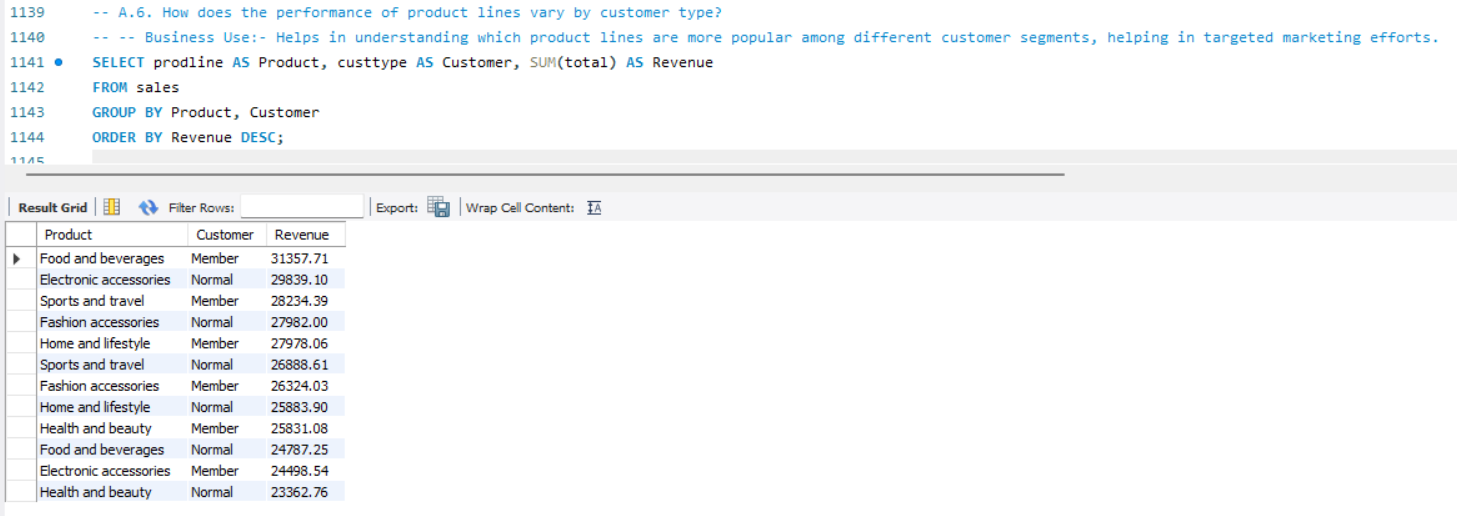 1139 -- A.6. How does the performance of product lines vary by customer type?
1140 -- -- Business Use:- Helps in understanding which product lines are more popular among different customer segments, helping in targeted marketing efforts.
1141 SELECT prodline AS Product, custtype AS Customer, SUM(total) AS Revenue
1142 FROM sales
1143 GROUP BY Product, Customer
1144 ORDER BY Revenue DESC;
1145
Result Grid Filter Rows: Export: Wrap Cell Content: IA
Product Customer Revenue
Food and beverages Member 31357.71
Electronic accessories Normal 29839.10
Sports and travel Member 28234.39
Fashion accessories Normal 27982.00
Home and lifestyle Member 27978.06
Sports and travel Normal 26888.61
Fashion accessories Member 26324.03
Home and lifestyle Normal 25883.90
Health and beauty Member 25831.08
Food and beverages Normal 24787.25
Electronic accessories Member 24498.54
Health and beauty Normal 23362.76